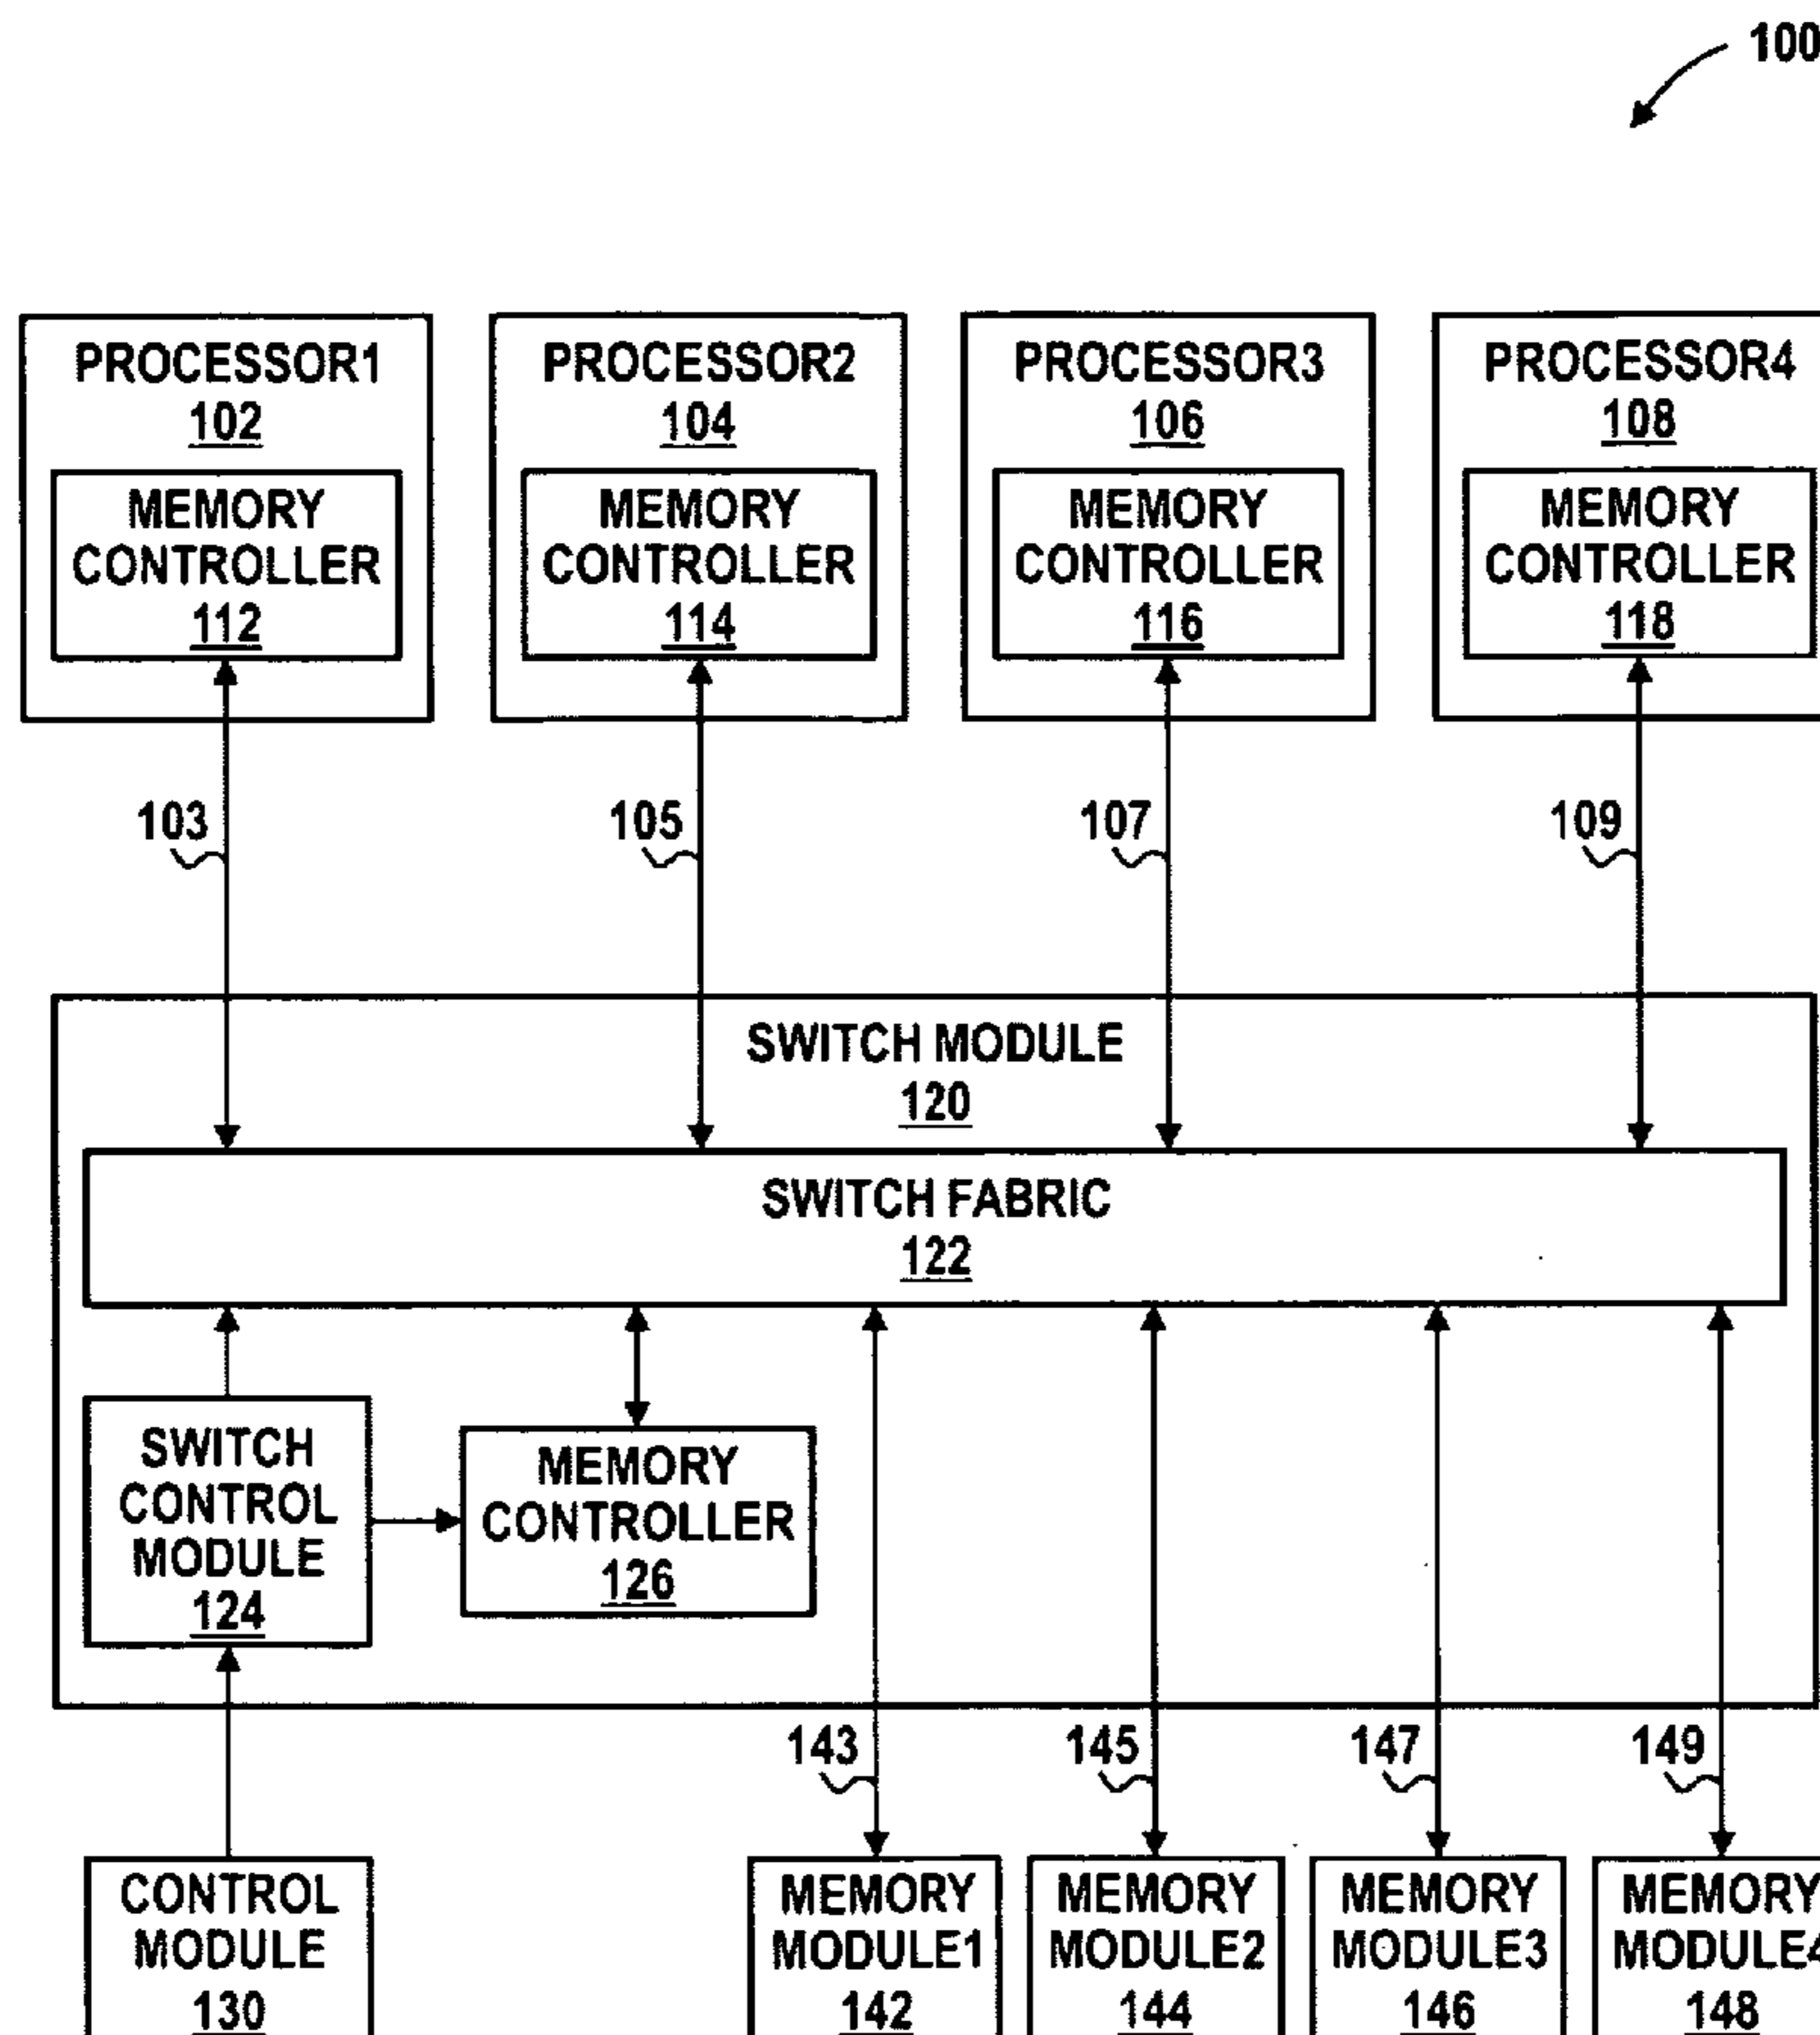 100
PROCESSOR1
102
MEMORY
CONTROLLER
112
PROCESSOR2
104
MEMORY
CONTROLLER
114
PROCESSOR3
106
MEMORY
CONTROLLER
116
PROCESSOR4
108
MEMORY
CONTROLLER
118
103
105
107
109
SWITCH MODULE
120
SWITCH FABRIC
122
SWITCH
CONTROL
MODULE
124
MEMORY
CONTROLLER
126
143
145
147
149
CONTROL
MODULE
130
MEMORY
MODULE1
142
MEMORY
MODULE2
144
MEMORY
MODULE3
146
MEMORY
MODULE4
148